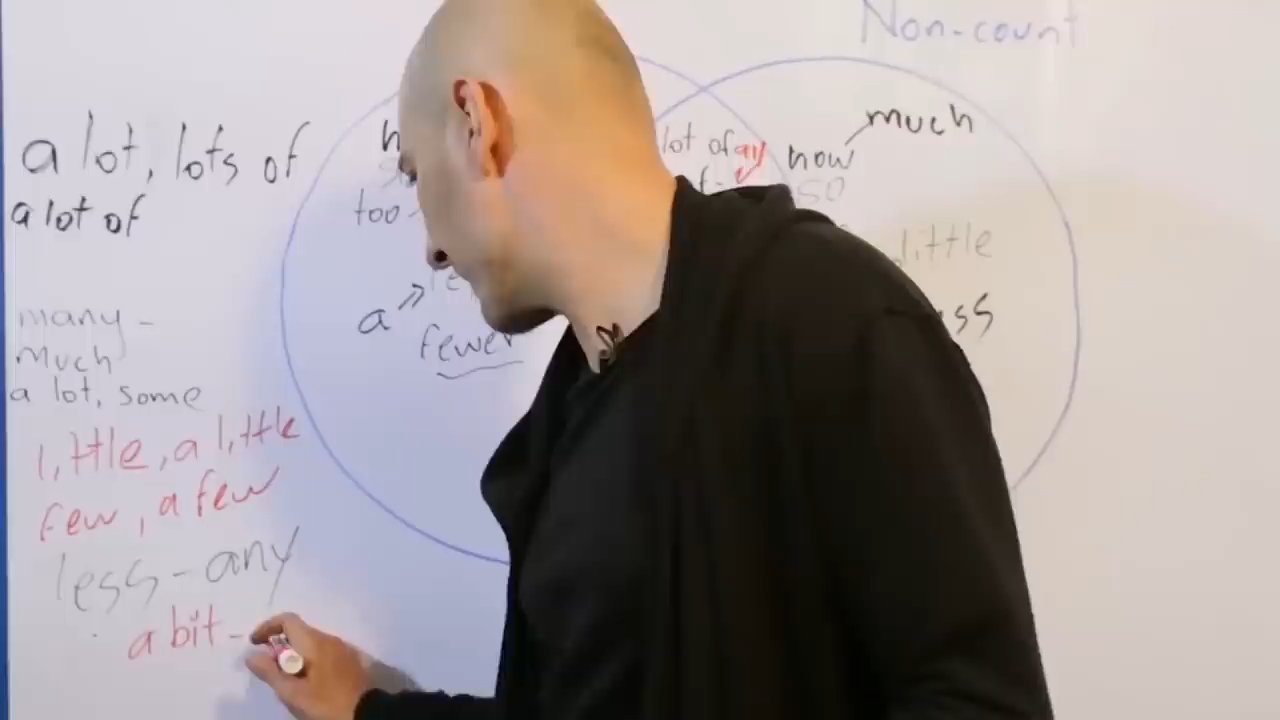 Non-count
a lot, lots of
a lot of
many -
much
a lot, some
little, a little
few, a few
less - any
a bit -
too
a
fewer
lot of
much
how
so
little